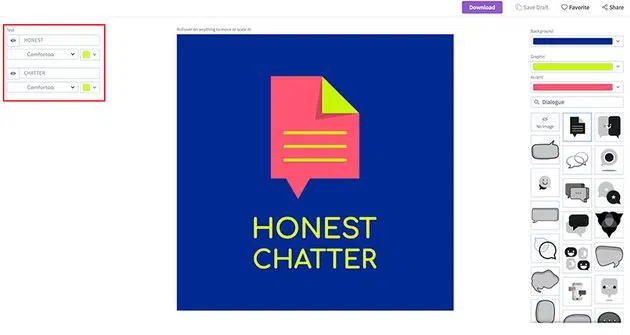 Download
Save Draft
Favorite
Share
Text
HONEST
Comfortaa
CHATTER
Comfortaa
Rollover on anything to move or scale it!
HONEST
CHATTER
Background
Graphic
Accent
Dialogue
No Image